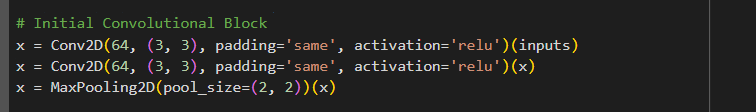 # Initial Convolutional Block
x = Conv2D(64, (3, 3), padding='same', activation='relu')(inputs)
x = Conv2D(64, (3, 3), padding='same', activation='relu')(x)
x = MaxPooling2D(pool_size=(2, 2))(x)